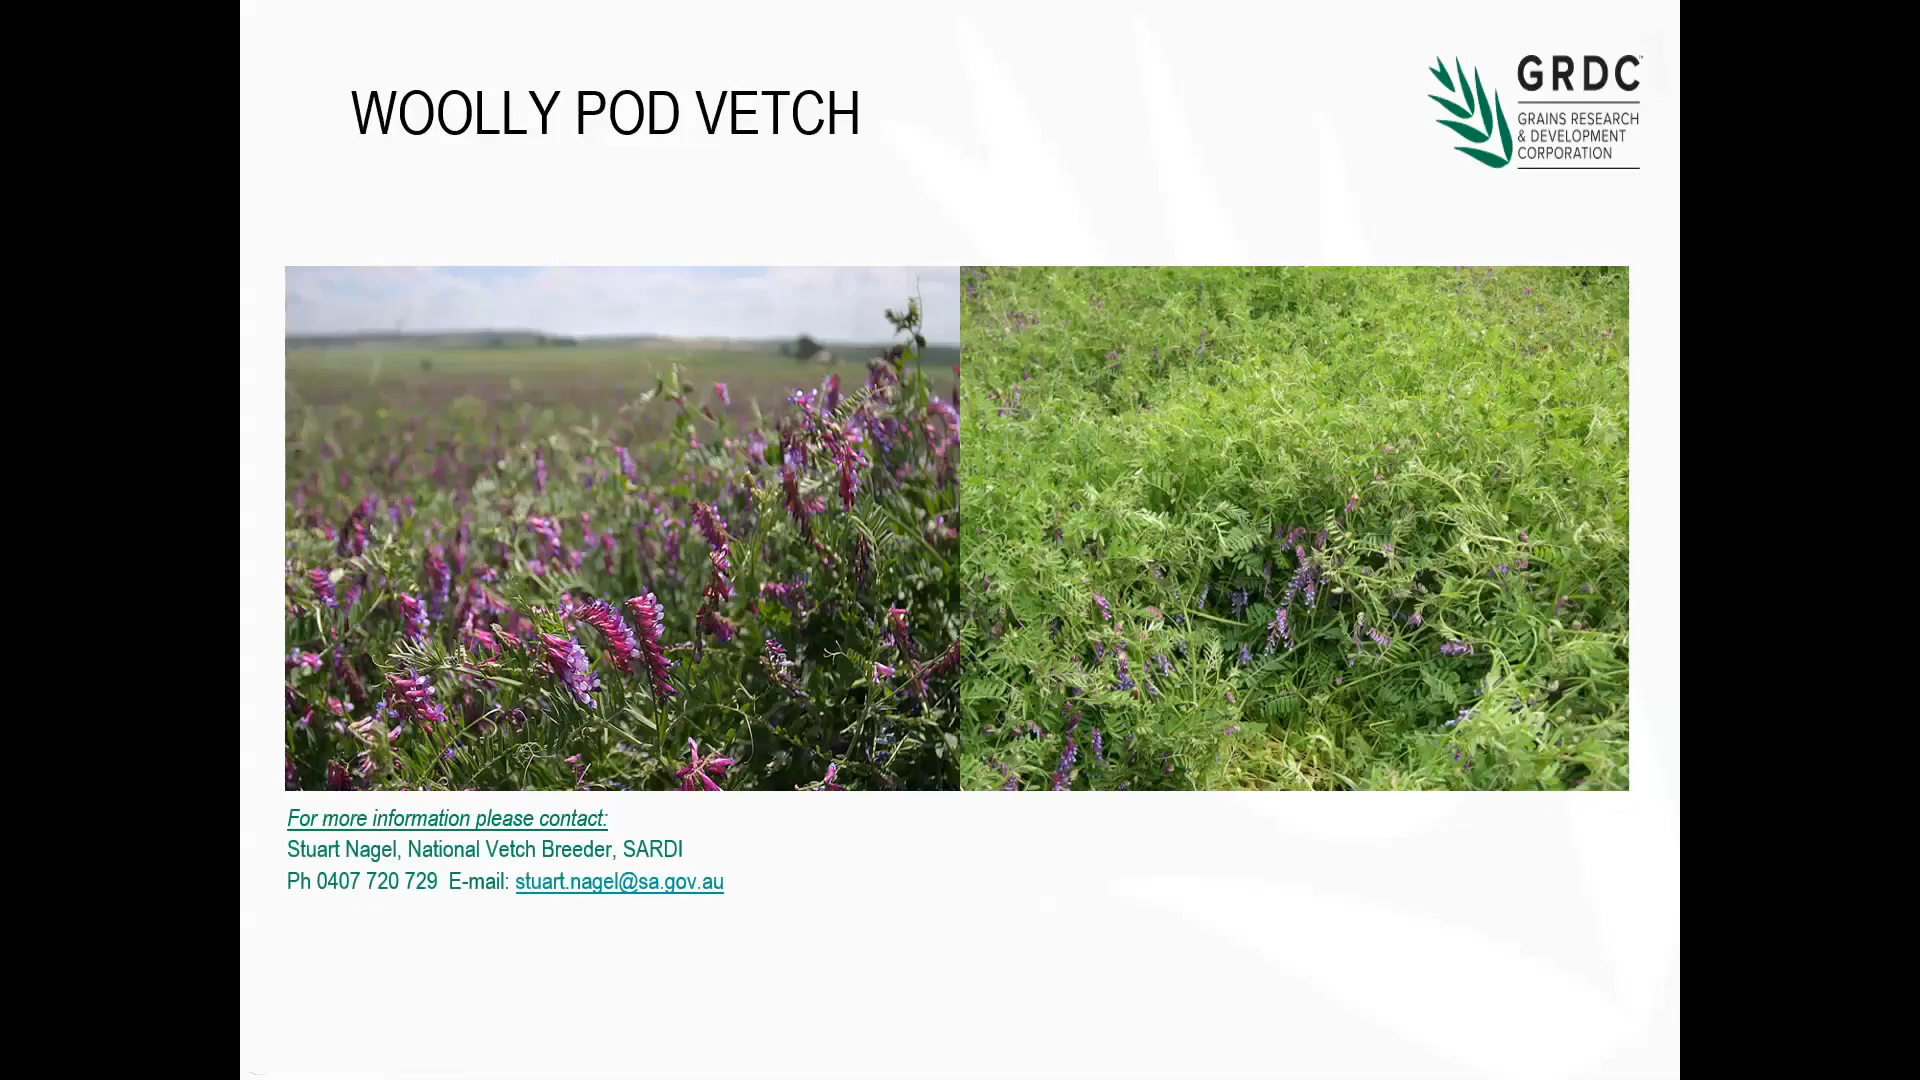 WOOLLY POD VETCH
GRDC™
GRAINS RESEARCH
& DEVELOPMENT
CORPORATION
For more information please contact:
Stuart Nagel, National Vetch Breeder, SARDI
Ph 0407 720 729  E-mail: stuart.nagel@sa.gov.au